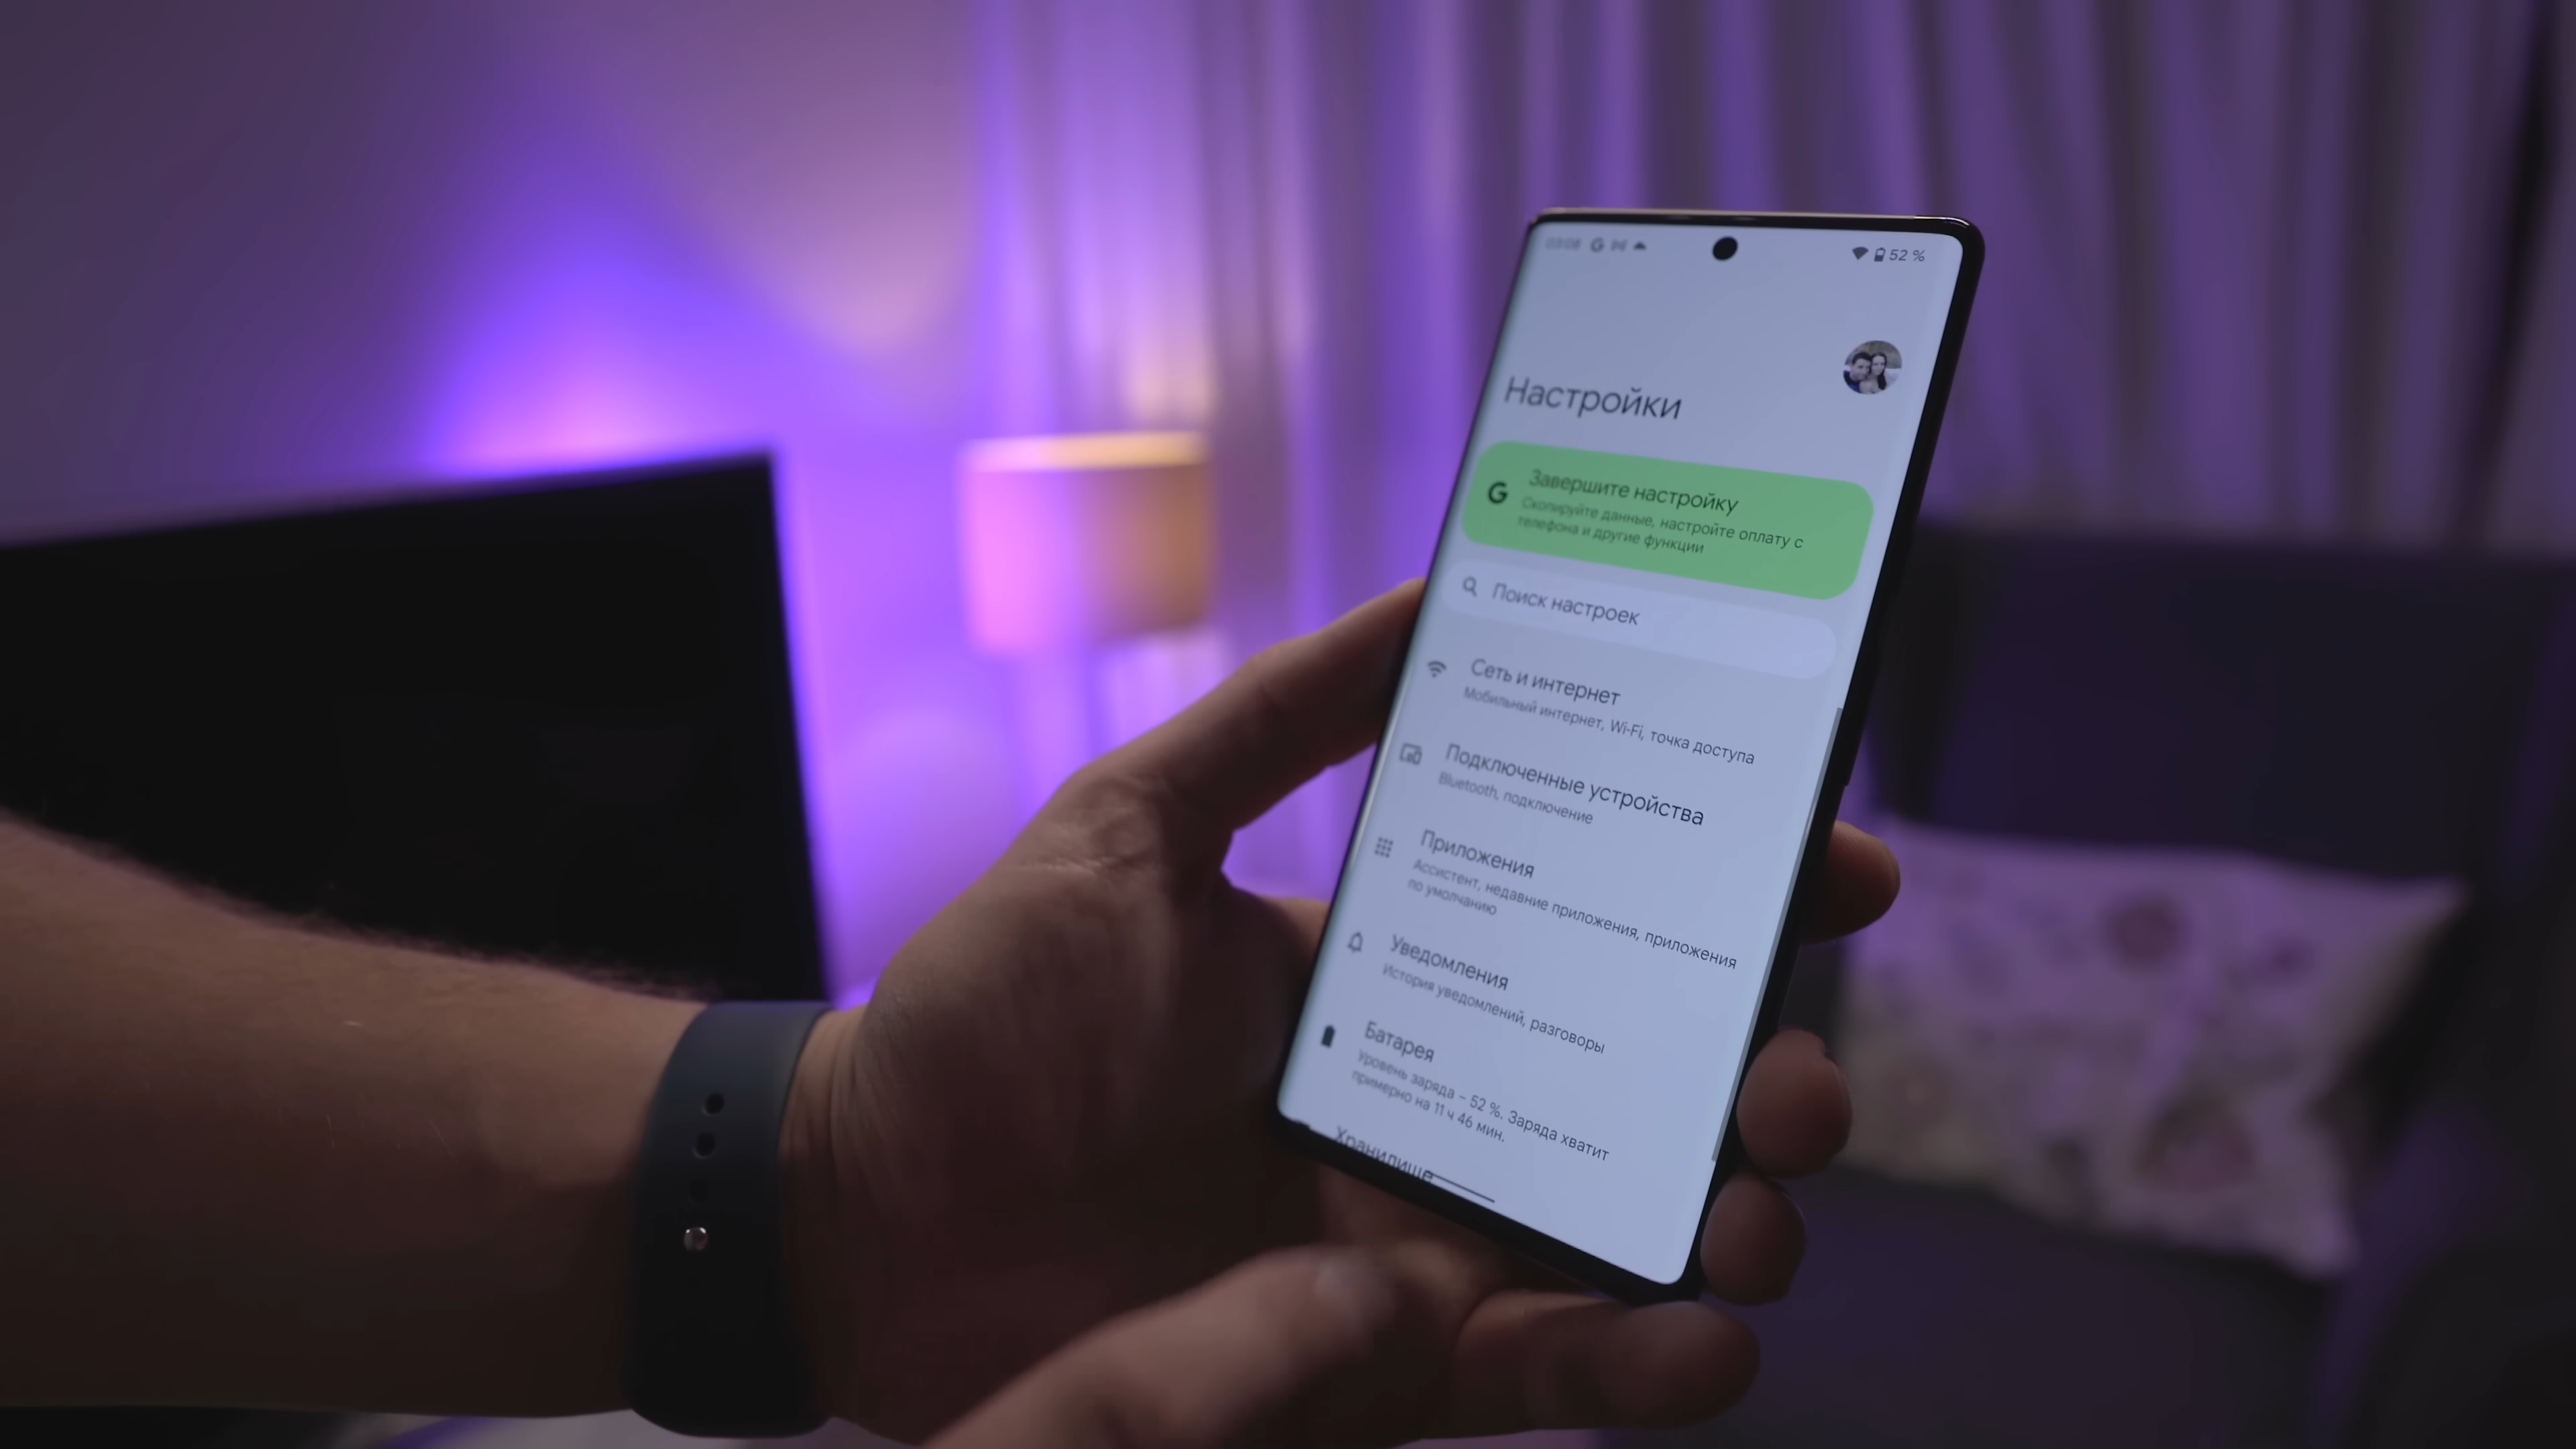 52 %
Настройки
Завершите настройку
Скопируйте данные, настройте оплату с
телефона и другие функции
Поиск настроек
Сеть и интернет
Мобильный интернет, Wi-Fi, точка доступа
Подключенные устройства
Bluetooth, подключение
Приложения
Ассистент, недавние приложения, приложения
по умолчанию
Уведомления
История уведомлений, разговоры
Батарея
Уровень заряда – 52 %. Заряда хватит
примерно на 11 ч 46 мин.
Хранилище